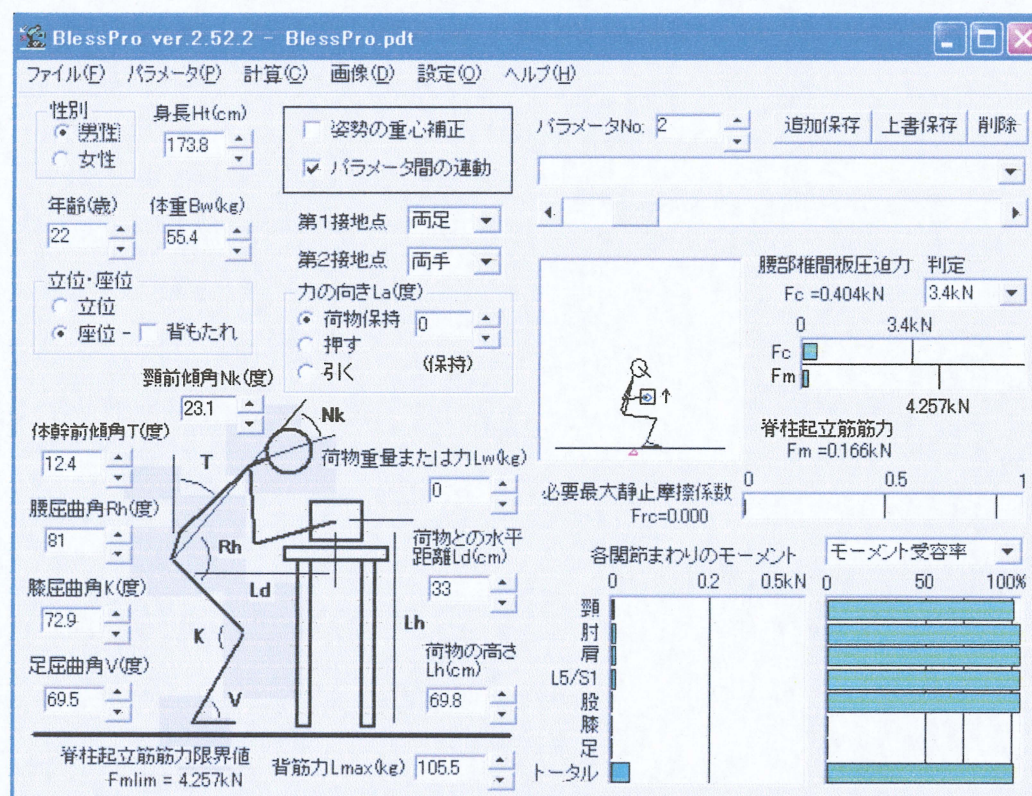 BlessPro ver.2.52.2 - BlessPro.pdt
ファイル(F) パラメータ(P) 計算(C) 画像(D) 設定(O) ヘルプ(H)
性別
男性
女性
身長Ht(cm)
173.8
年齢(歳)
22
体重Bw(kg)
55.4
立位・座位
立位
座位 - 背もたれ
姿勢の重心補正
パラメータ間の連動
第1接地点 両足
第2接地点 両手
力の向きLa(度)
荷物保持 0
押す
引く
(保持)
パラメータNo: 2 追加保存 上書保存 削除
腰部椎間板圧迫力 判定
Fc =0.404kN 3.4kN
0 3.4kN
Fc
Fm
4.257kN
脊柱起立筋筋力
Fm =0.166kN
必要最大静止摩擦係数
Frc=0.000
0 0.5 1
頸前傾角Nk(度)
23.1
体幹前傾角T(度)
12.4
腰屈曲角Rh(度)
81
膝屈曲角K(度)
72.9
足屈曲角V(度)
69.5
Nk
T
Rh
Ld
K
Lh
V
荷物重量または力Lw(kg)
0
荷物との水平
距離Ld(cm)
33
荷物の高さ
Lh(cm)
69.8
脊柱起立筋筋力限界値
Fmlim = 4.257kN
背筋力Lmax(kg) 105.5
各関節まわりのモーメント
0 0.2 0.5kN
モーメント受容率
0 50 100%
頸
肘
肩
L5/S1
股
膝
足
トータル